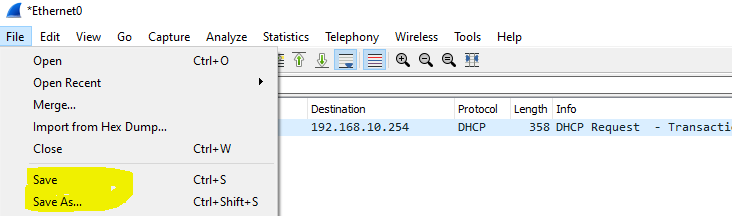 *Ethernet0
File Edit View Go Capture Analyze Statistics Telephony Wireless Tools Help
Open Ctrl+O
Open Recent
Merge...
Import from Hex Dump...
Close Ctrl+W
Save Ctrl+S
Save As... Ctrl+Shift+S
Destination Protocol Length Info
192.168.10.254 DHCP 358 DHCP Request - Transacti